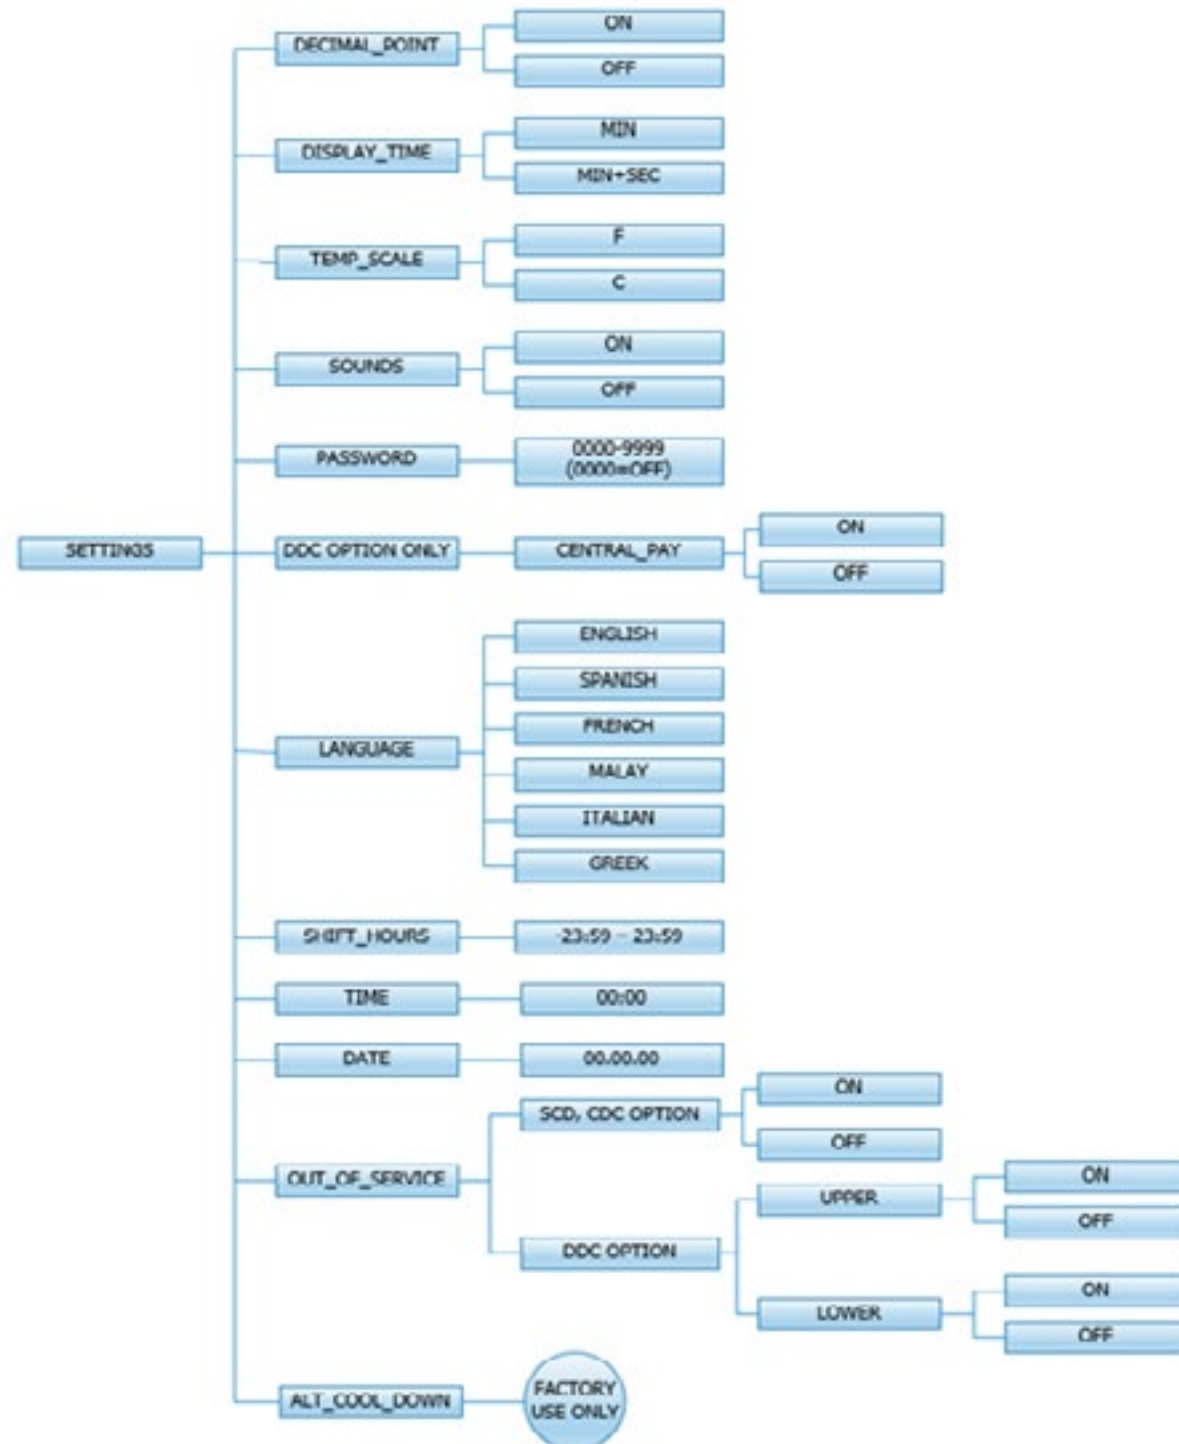 DECIMAL_POINT
ON
OFF
DISPLAY_TIME
MIN
MIN+SEC
TEMP_SCALE
F
C
SOUNDS
ON
OFF
PASSWORD
0000-9999
(0000=OFF)
SETTINGS
DDC OPTION ONLY
CENTRAL_PAY
ON
OFF
LANGUAGE
ENGLISH
SPANISH
FRENCH
MALAY
ITALIAN
GREEK
SHIFT_HOURS
-23:59 – 23:59
TIME
00:00
DATE
00.00.00
OUT_OF_SERVICE
SCD, CDC OPTION
ON
OFF
DDC OPTION
UPPER
ON
OFF
LOWER
ON
OFF
ALT_COOL_DOWN
FACTORY
USE ONLY